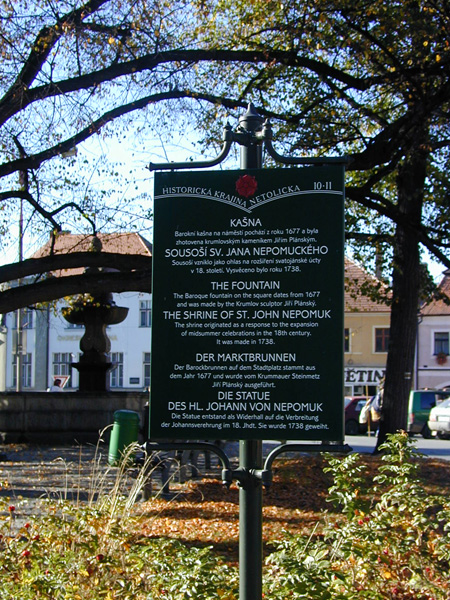 HISTORICKÁ KRAJINA NETOLICKA 10-11
KAŠNA
Barokní kašna na náměstí pochází z roku 1677 a byla
zhotovena krumlovským kameníkem Jiřím Plánským.
SOUSOŠÍ SV. JANA NEPOMUCKÉHO
Sousoší vzniklo jako ohlas na rozšíření svatojánské úcty
v 18. století. Vysvěceno bylo roku 1738.
THE FOUNTAIN
The Baroque fountain on the square dates from 1677
and was made by the Krumlov sculptor Jiří Plánský.
THE SHRINE OF ST. JOHN NEPOMUK
The shrine originated as a response to the expansion
of midsummer celebrations in the 18th century.
It was made in 1738.
DER MARKTBRUNNEN
Der Barockbrunnen auf dem Stadtplatz stammt aus
dem Jahr 1677 und wurde vom Krummauer Steinmetz
Jiří Plánský ausgeführt.
DIE STATUE
DES HL. JOHANN VON NEPOMUK
Die Statue entstand als Widerhall auf die Verbreitung
der Johannsverehrung im 18. Jhdt. Sie wurde 1738 geweiht.